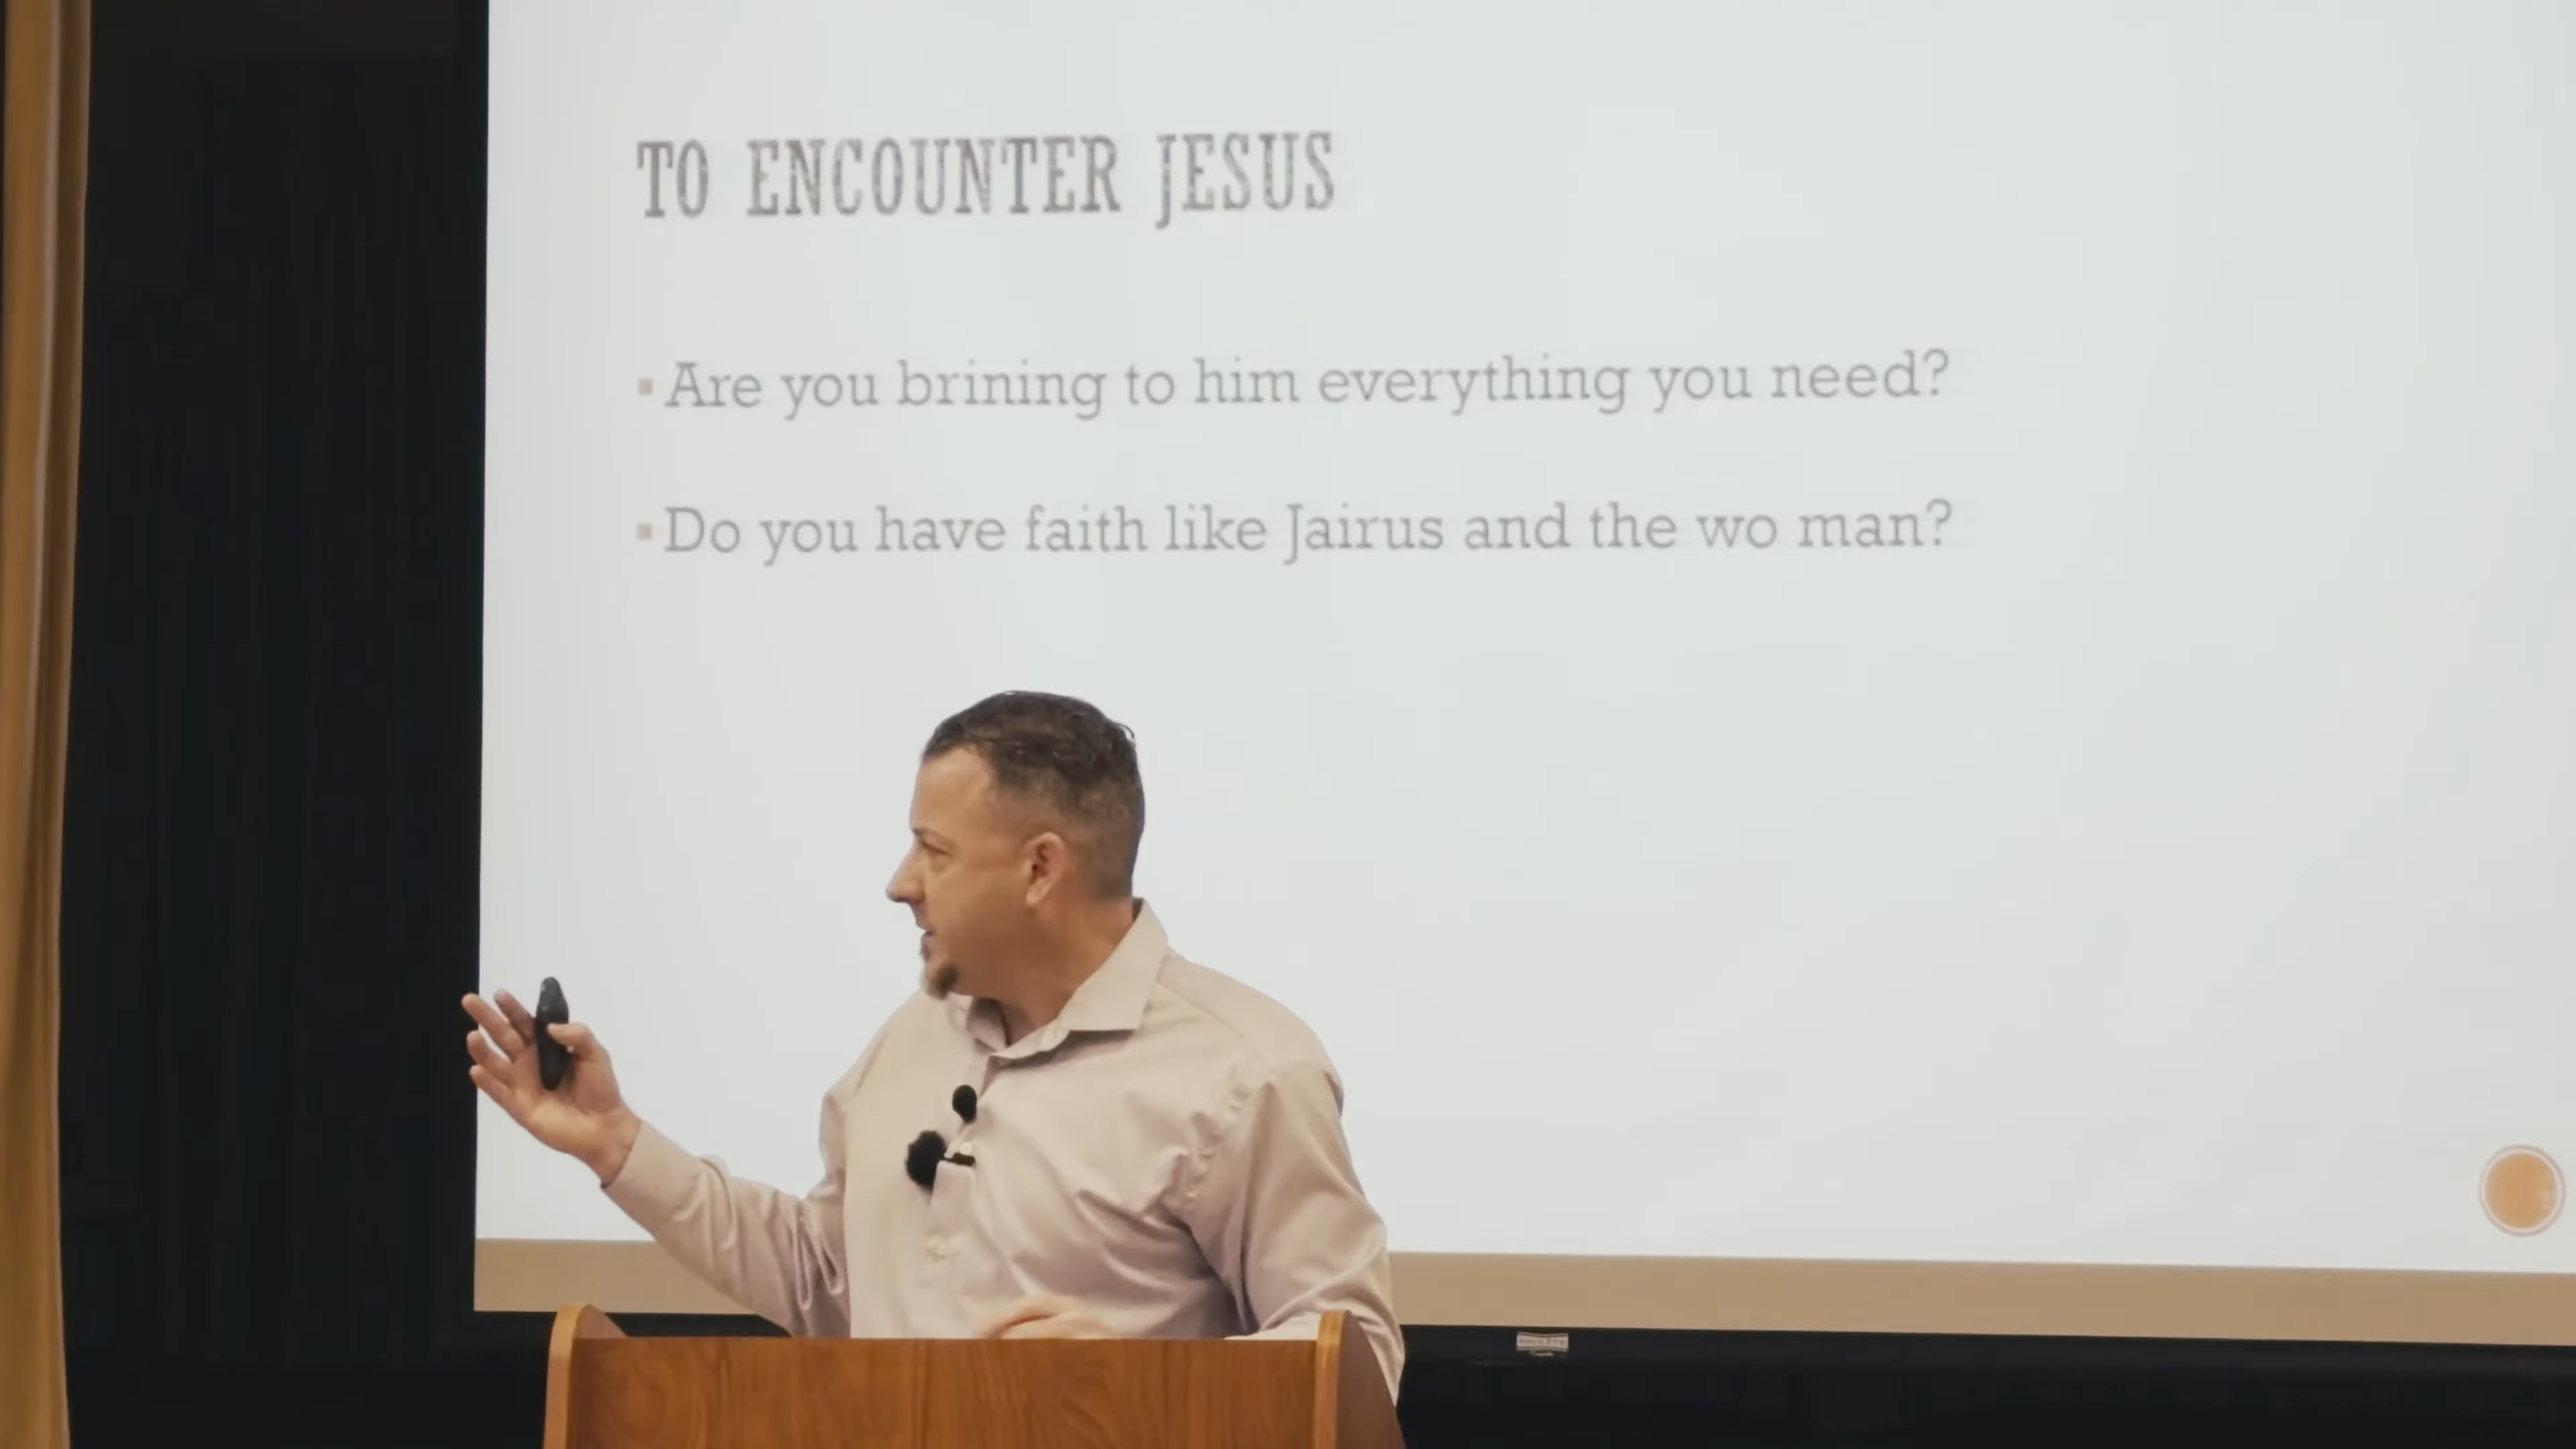 TO ENCOUNTER JESUS
▪ Are you brining to him everything you need?
▪ Do you have faith like Jairus and the wo man?